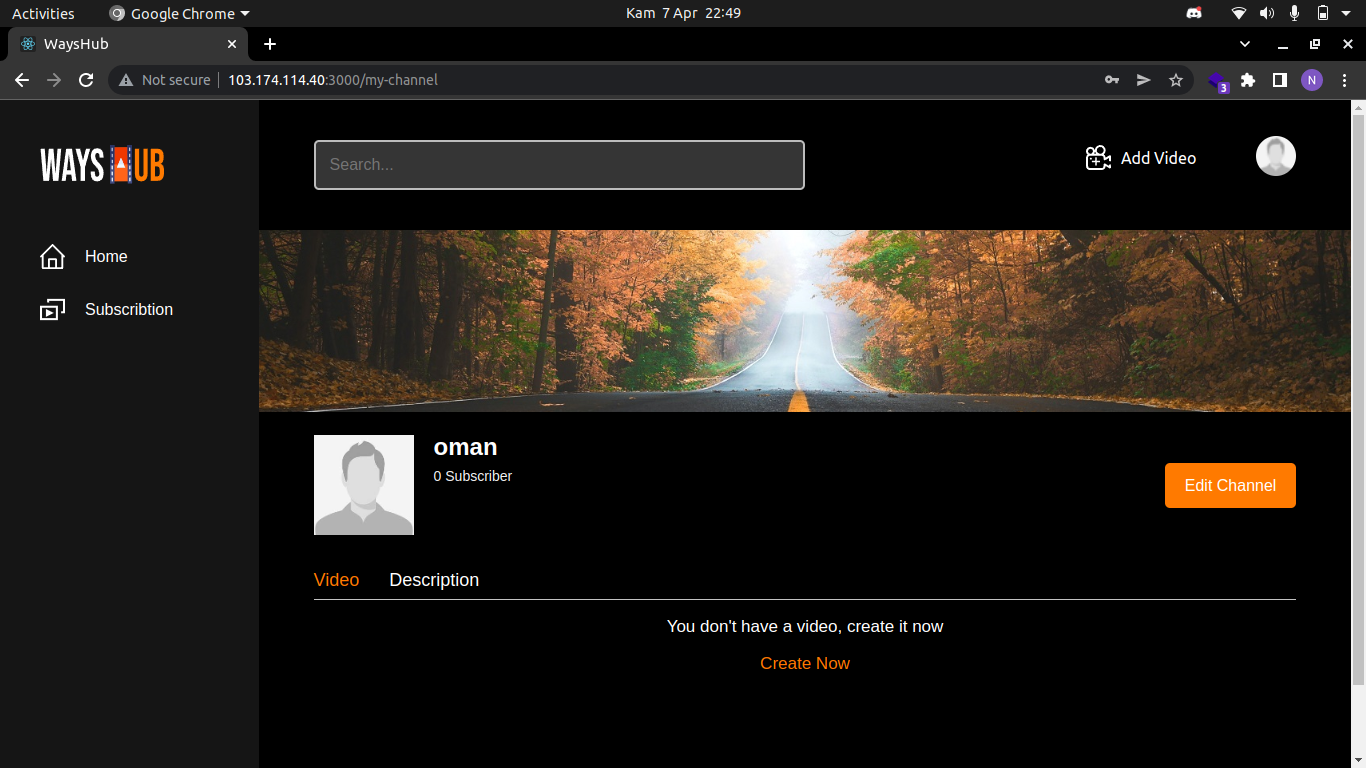 Activities
Google Chrome
Kam 7 Apr 22:49
WaysHub
Not secure
103.174.114.40:3000/my-channel
3
N
WAYS HUB
Search...
Add Video
Home
Subscribtion
oman
0 Subscriber
Edit Channel
Video
Description
You don't have a video, create it now
Create Now